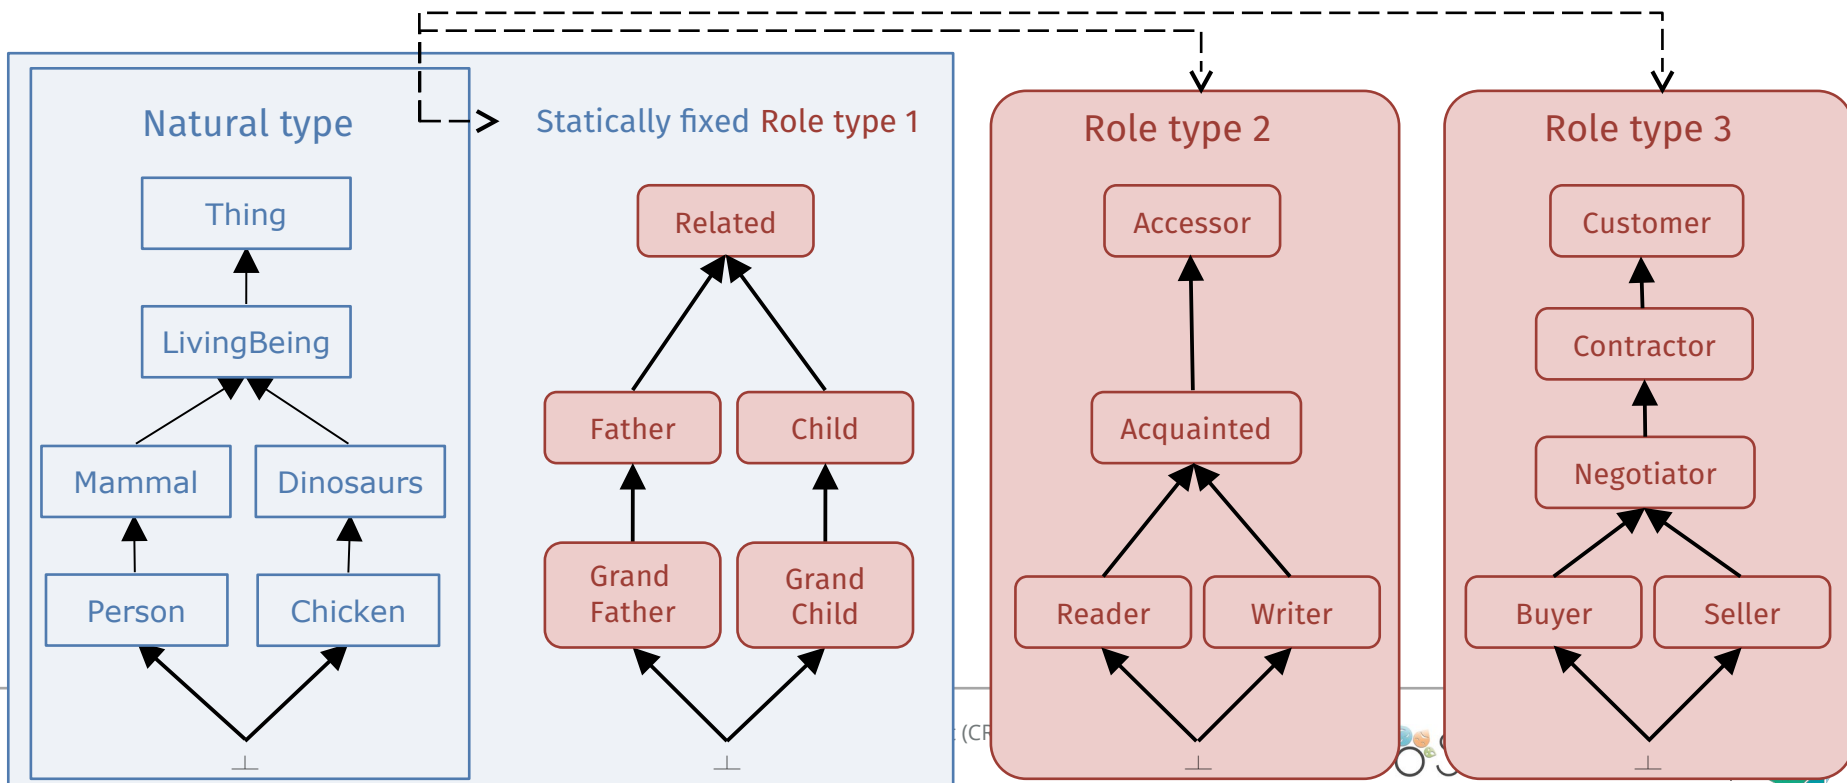 Natural type
Thing
LivingBeing
Mammal
Dinosaurs
Person
Chicken
⊥
Statically fixed Role type 1
Related
Father
Child
Grand
Father
Grand
Child
⊥
Role type 2
Accessor
Acquainted
Reader
Writer
⊥
Role type 3
Customer
Contractor
Negotiator
Buyer
Seller
⊥
(CR